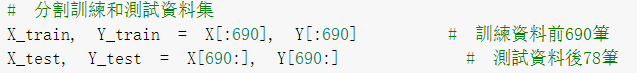 # 分割訓練和測試資料集
X_train, Y_train = X[:690], Y[:690] # 訓練資料前690筆
X_test, Y_test = X[690:], Y[690:] # 測試資料後78筆